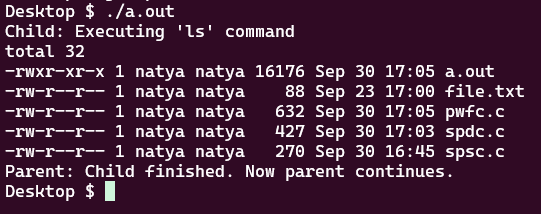 Desktop $ ./a.out
Child: Executing 'ls' command
total 32
-rwxr-xr-x 1 natya natya 16176 Sep 30 17:05 a.out
-rw-r--r-- 1 natya natya    88 Sep 23 17:00 file.txt
-rw-r--r-- 1 natya natya   632 Sep 30 17:05 pwfc.c
-rw-r--r-- 1 natya natya   427 Sep 30 17:03 spdc.c
-rw-r--r-- 1 natya natya   270 Sep 30 16:45 spsc.c
Parent: Child finished. Now parent continues.
Desktop $